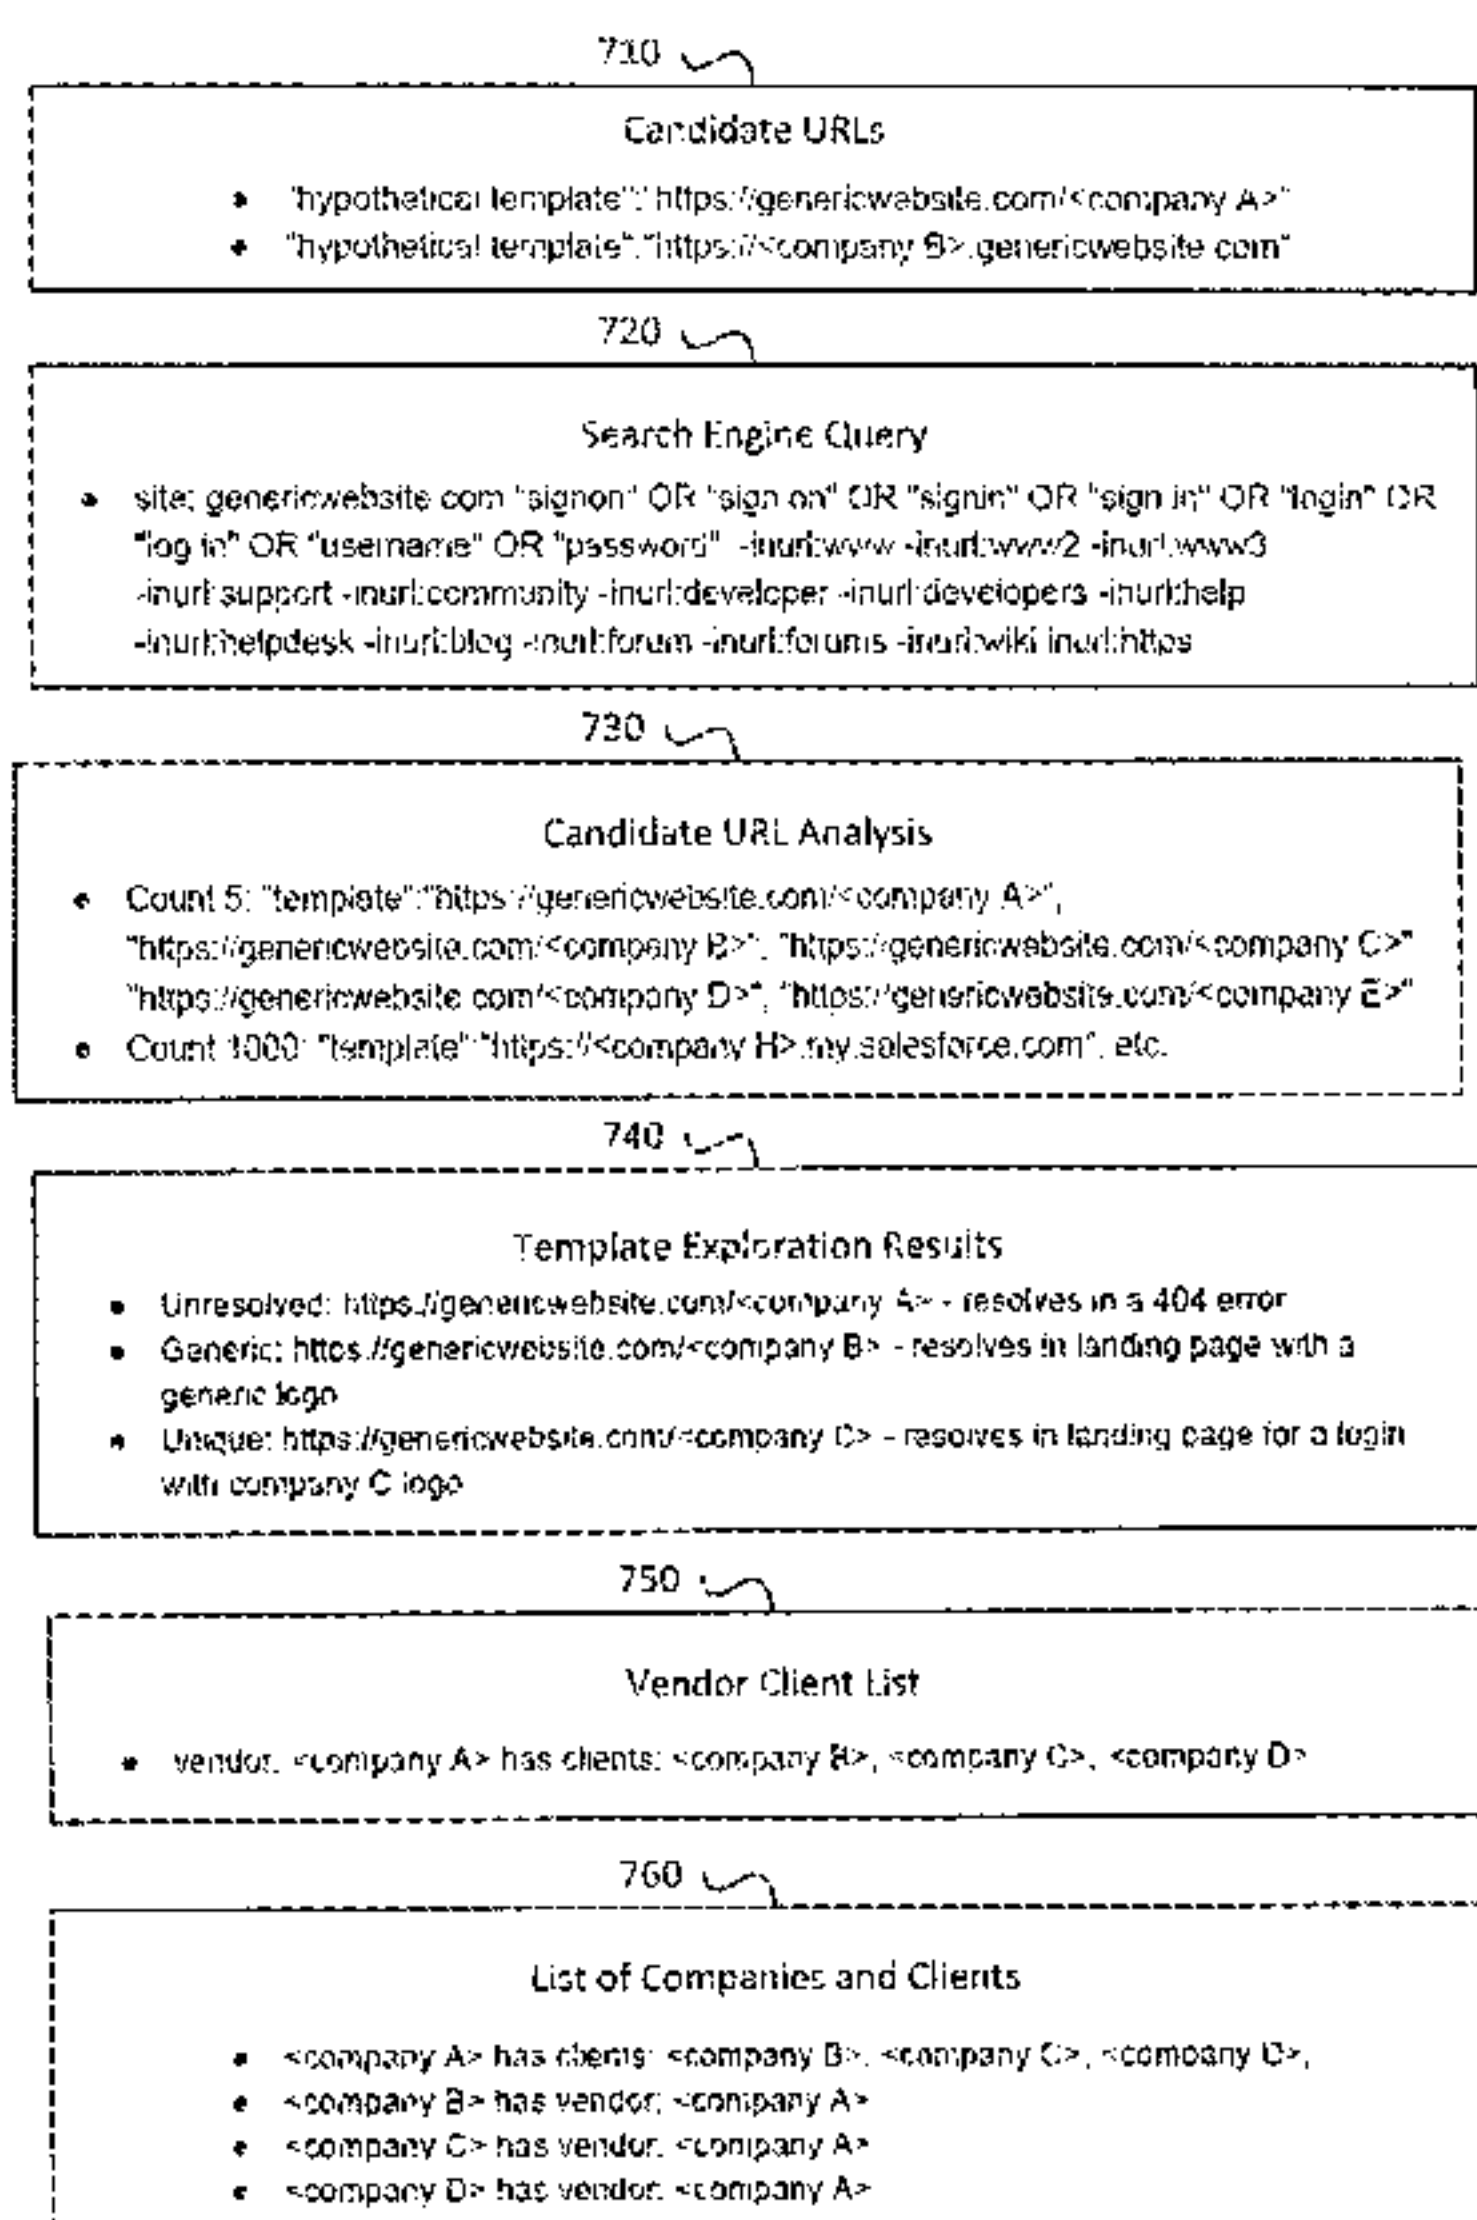 710
Candidate URLs
• "hypothetical template":"https://genericwebsite.com/<company A>"
• "hypothetical template":"https://<company B>.genericwebsite.com"
720
Search Engine Query
• site: genericwebsite.com "signon" OR "sign on" OR "signin" OR "sign in" OR "login" OR
"log in" OR "username" OR "password" -inurl:www -inurl:www2 -inurl:www3
-inurl:support -inurl:community -inurl:developer -inurl:developers -inurl:help
-inurl:helpdesk -inurl:blog -inurl:forum -inurl:forums -inurl:wiki inurl:https
730
Candidate URL Analysis
• Count 5: "template":"https://genericwebsite.com/<company A>",
"https://genericwebsite.com/<company B>", "https://genericwebsite.com/<company C>"
"https://genericwebsite.com/<company D>", "https://genericwebsite.com/<company E>"
• Count 1000: "template":"https://<company H>.my.salesforce.com", etc.
740
Template Exploration Results
• Unresolved: https://genericwebsite.com/<company A> - resolves in a 404 error
• Generic: https://genericwebsite.com/<company B> - resolves in landing page with a
generic logo
• Unique: https://genericwebsite.com/<company C> - resolves in landing page for a login
with company C logo
750
Vendor Client List
• vendor: <company A> has clients: <company B>, <company C>, <company D>
760
List of Companies and Clients
• <company A> has clients: <company B>, <company C>, <company D>,
• <company B> has vendor: <company A>
• <company C> has vendor: <company A>
• <company D> has vendor: <company A>